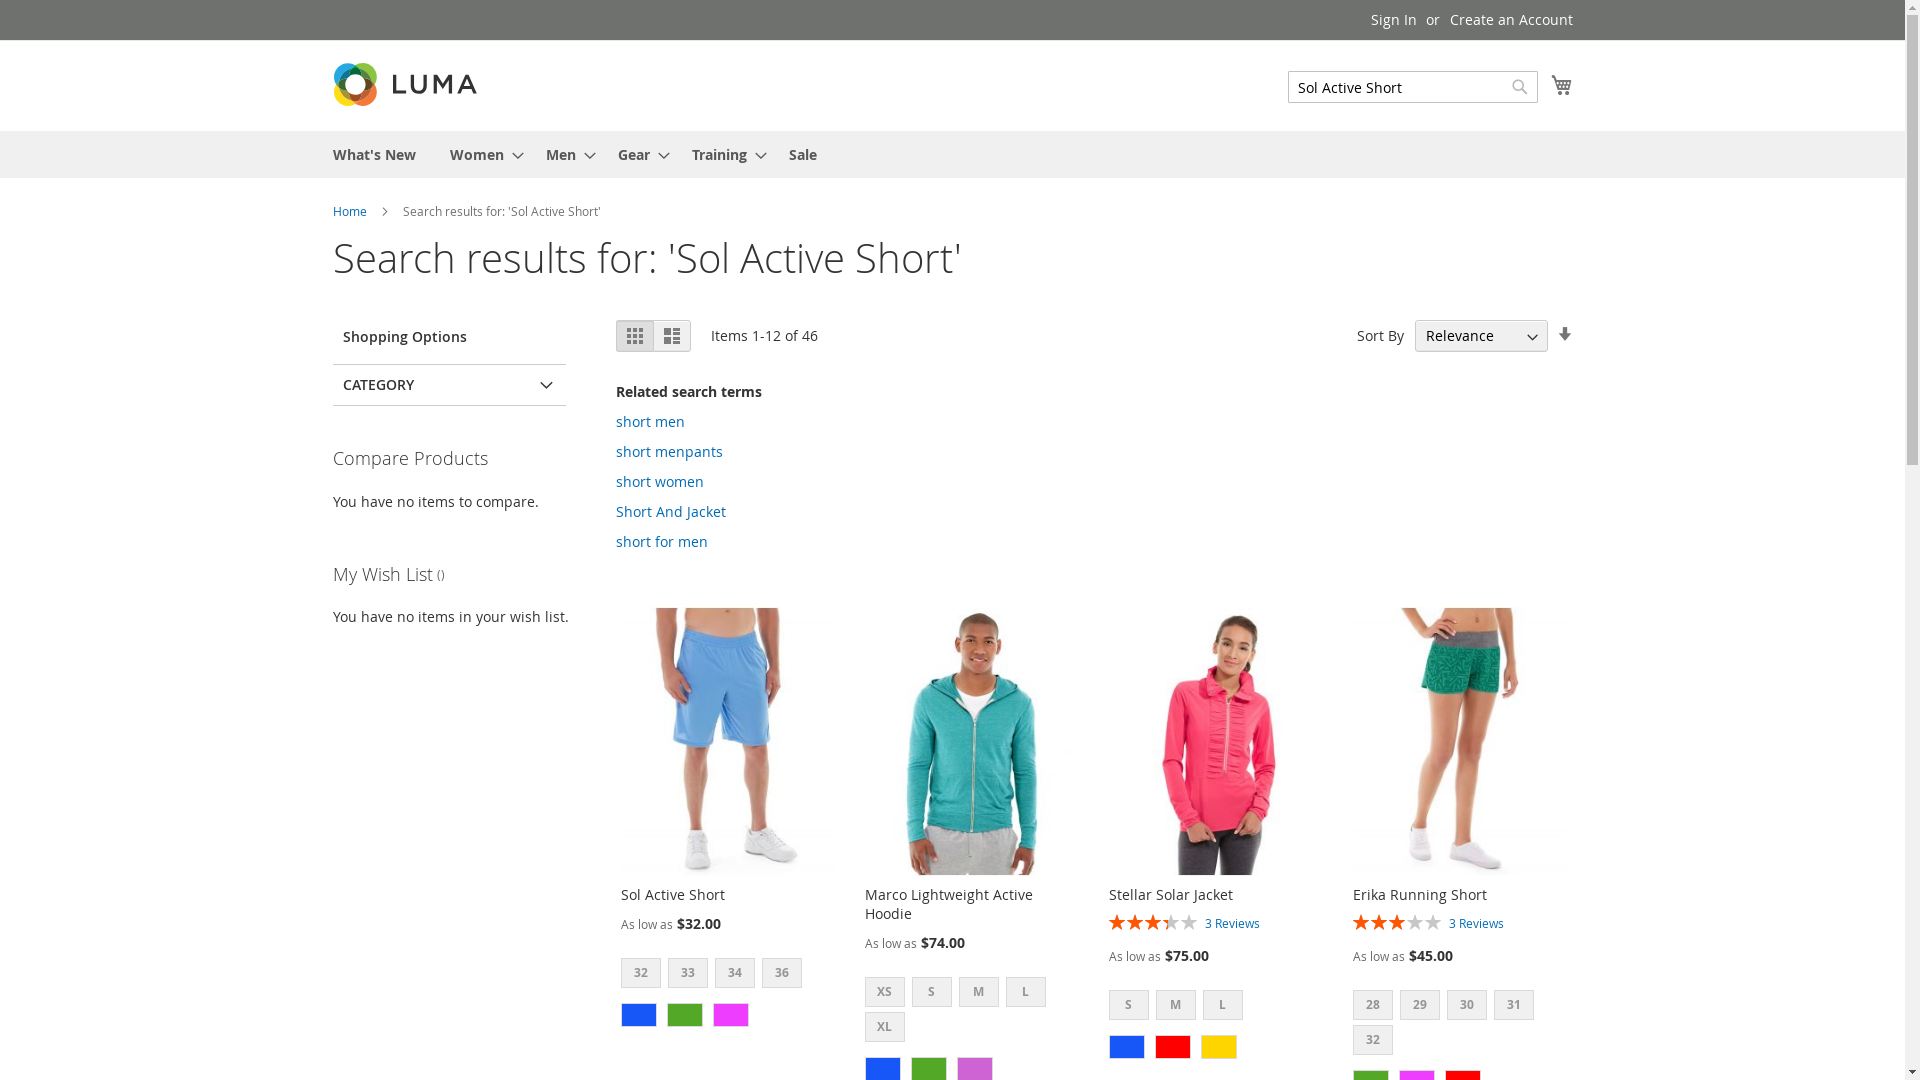 Sign In or Create an Account
LUMA
Sol Active Short
What's New Women Men Gear Training Sale
Home Search results for: 'Sol Active Short'
Search results for: 'Sol Active Short'
Shopping Options
CATEGORY
Compare Products
You have no items to compare.
My Wish List ()
You have no items in your wish list.
Items 1-12 of 46
Sort By Relevance
Related search terms
short men
short menpants
short women
Short And Jacket
short for men
Sol Active Short
As low as $32.00
32 33 34 36
Marco Lightweight Active
Hoodie
As low as $74.00
XS S M L
XL
Stellar Solar Jacket
3 Reviews
As low as $75.00
S M L
Erika Running Short
3 Reviews
As low as $45.00
28 29 30 31
32